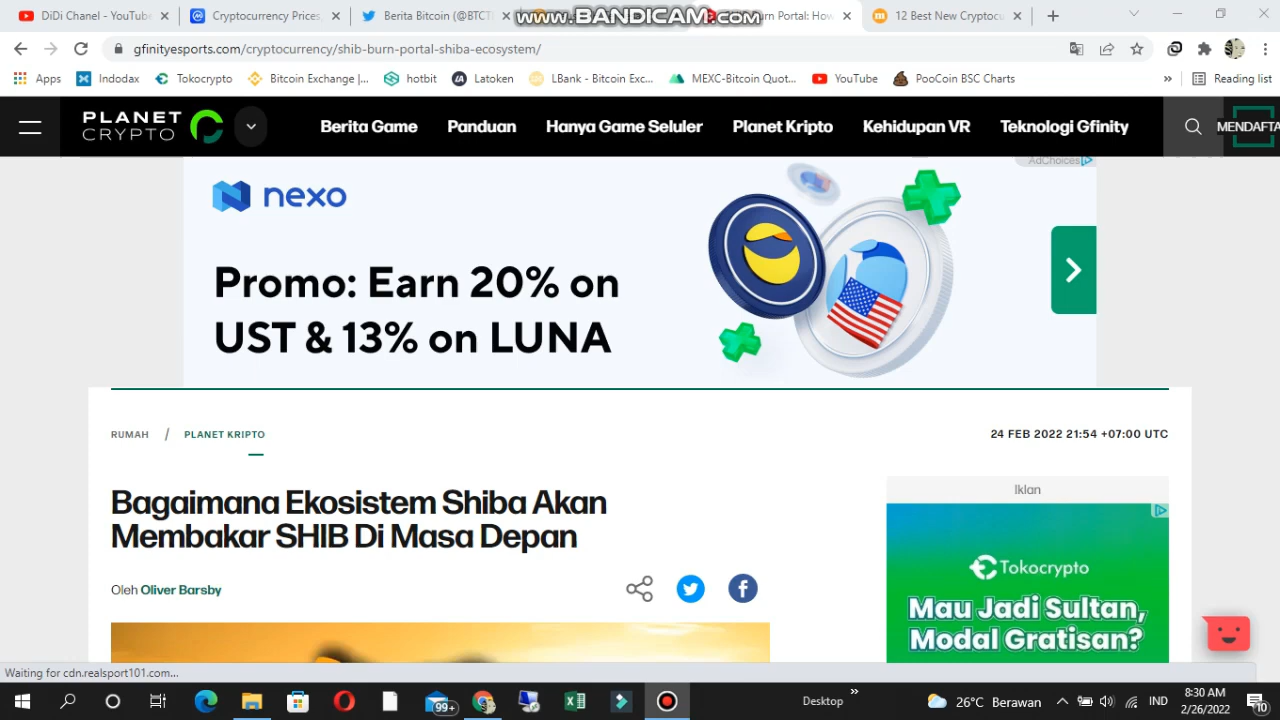 DiDi Chanel - YouTube
Cryptocurrency Prices,
Berita Bitcoin (@BTCT
www.BANDICAM.com
Burn Portal: How
12 Best New Cryptocu
gfinityesports.com/cryptocurrency/shib-burn-portal-shiba-ecosystem/
Apps
Indodax
Tokocrypto
Bitcoin Exchange |...
hotbit
Latoken
LBank - Bitcoin Exc...
MEXC-Bitcoin Quot...
YouTube
PooCoin BSC Charts
»
Reading list
PLANET
CRYPTO
Berita Game
Panduan
Hanya Game Seluler
Planet Kripto
Kehidupan VR
Teknologi Gfinity
MENDAFTA
AdChoices
nexo
Promo: Earn 20% on
UST & 13% on LUNA
RUMAH / PLANET KRIPTO
24 FEB 2022 21:54 +07:00 UTC
Bagaimana Ekosistem Shiba Akan
Membakar SHIB Di Masa Depan
Oleh Oliver Barsby
Iklan
Tokocrypto
Mau Jadi Sultan,
Modal Gratisan?
Waiting for cdn.realsport101.com...
99+
Desktop
»
26°C Berawan
IND
8:30 AM
2/26/2022
10